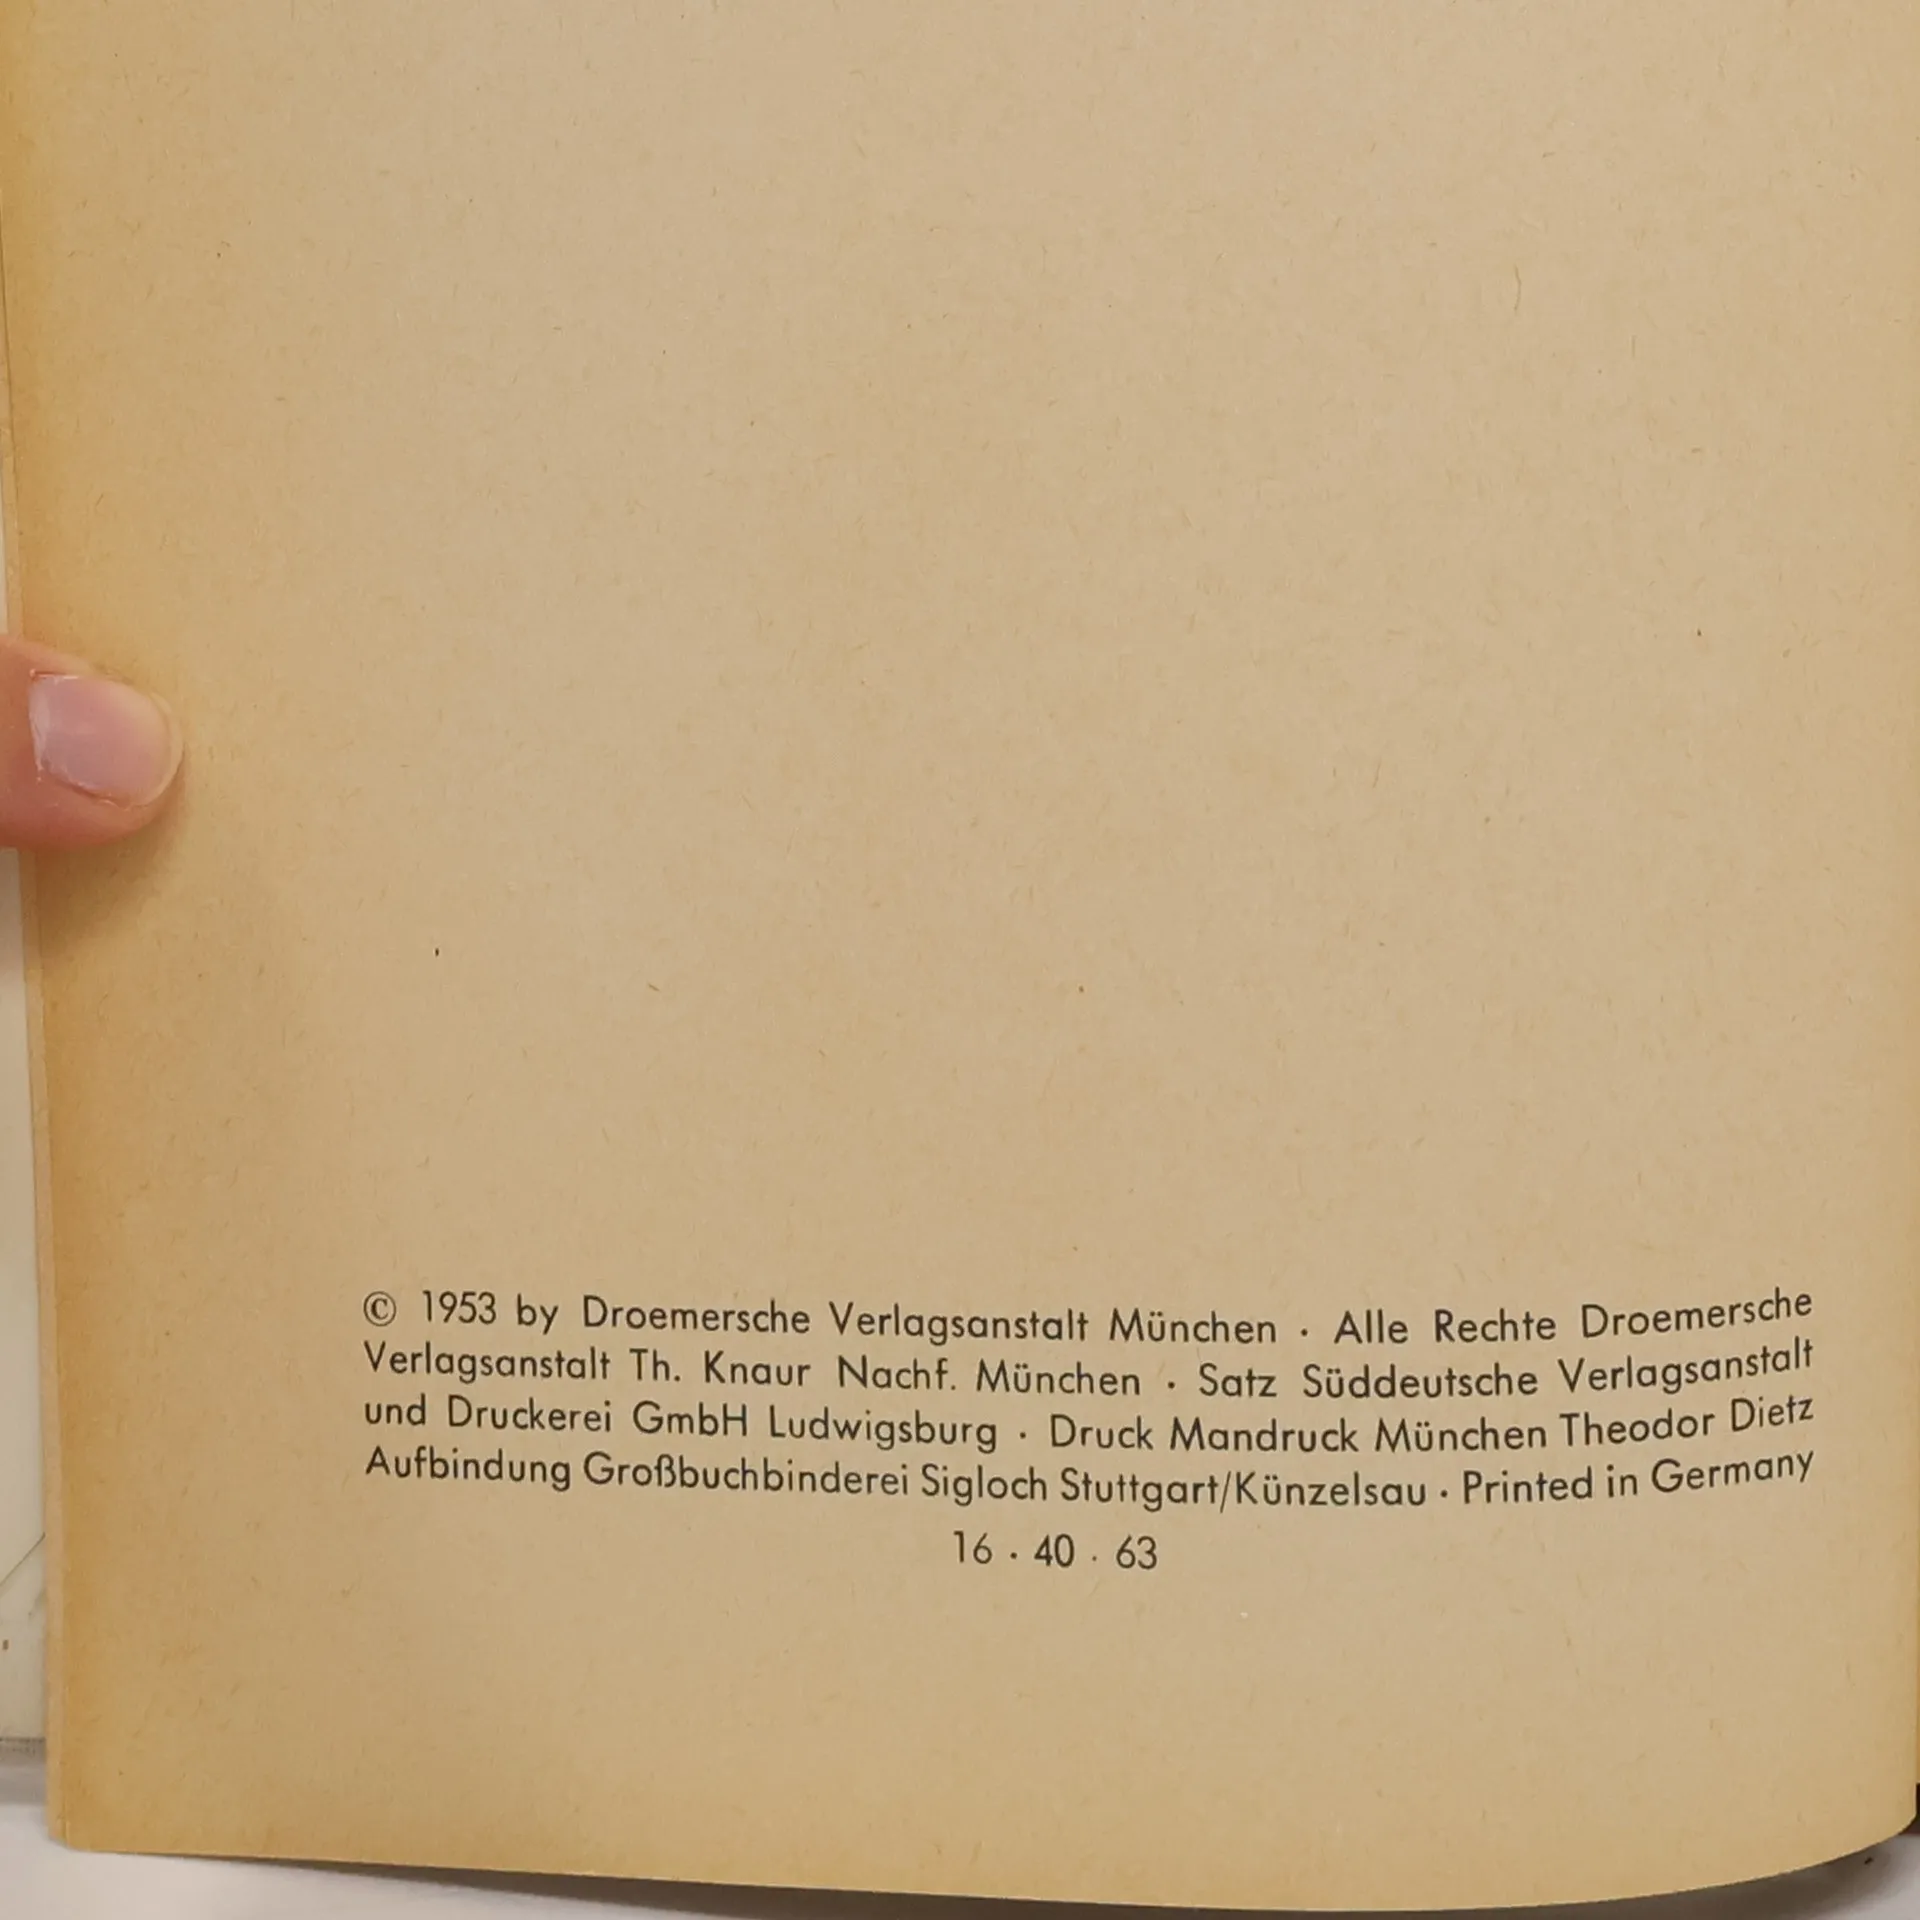 © 1953 by Droemersche Verlagsanstalt München · Alle Rechte Droemersche
Verlagsanstalt Th. Knaur Nachf. München · Satz Süddeutsche Verlagsanstalt
und Druckerei GmbH Ludwigsburg · Druck Mandruck München Theodor Dietz
Aufbindung Großbuchbinderei Sigloch Stuttgart/Künzelsau · Printed in Germany
16 · 40 · 63